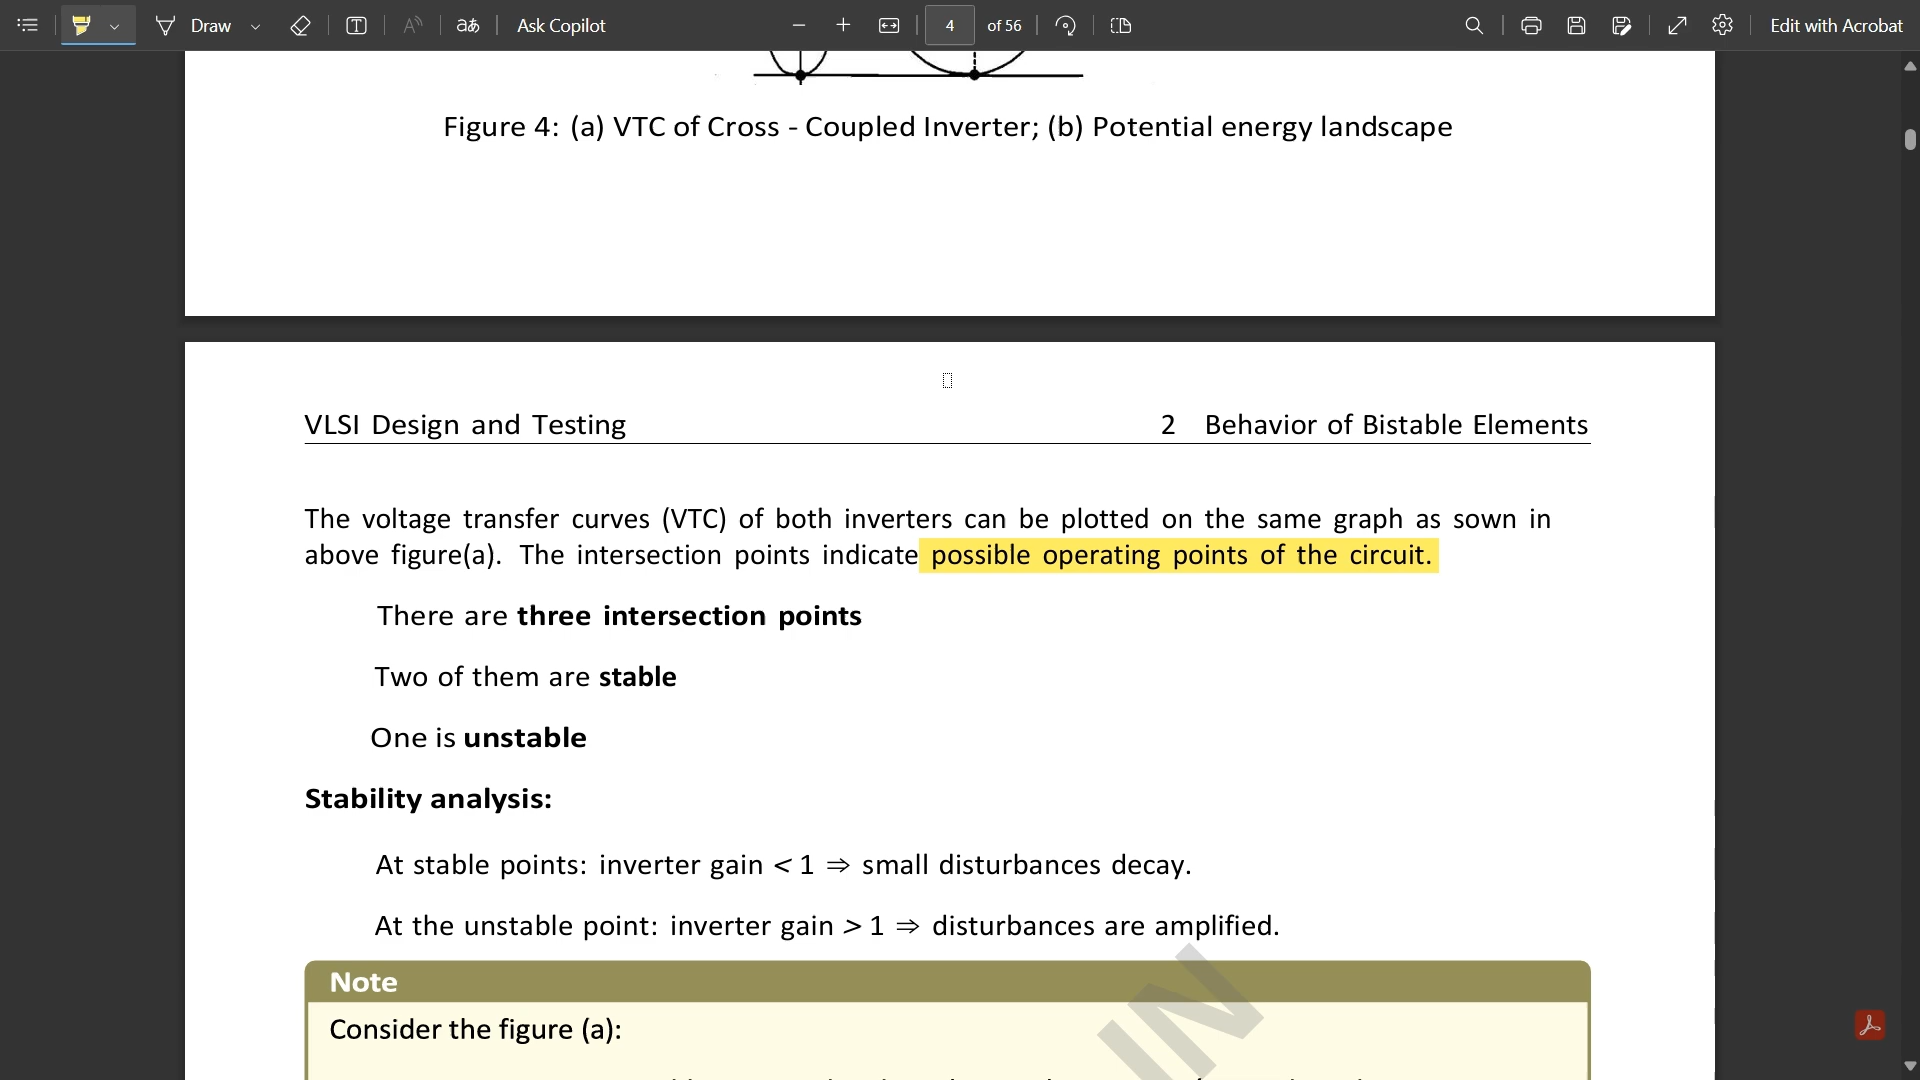 Draw
aあ
Ask Copilot
4 of 56
Edit with Acrobat
Figure 4: (a) VTC of Cross - Coupled Inverter; (b) Potential energy landscape
VLSI Design and Testing
2 Behavior of Bistable Elements
The voltage transfer curves (VTC) of both inverters can be plotted on the same graph as sown in
above figure(a). The intersection points indicate possible operating points of the circuit.
There are three intersection points
Two of them are stable
One is unstable
Stability analysis:
At stable points: inverter gain < 1 ⇒ small disturbances decay.
At the unstable point: inverter gain > 1 ⇒ disturbances are amplified.
Note
Consider the figure (a):
IN